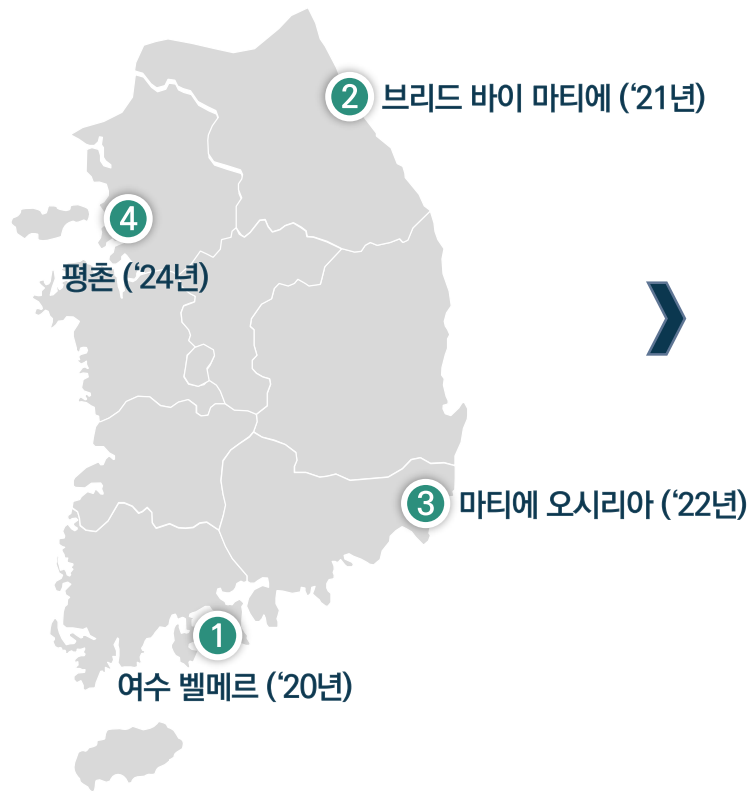 2 브리드 바이 마티에 (‘21년)
4
평촌 (‘24년)
3 마티에 오시리아 (‘22년)
1
여수 벨메르 (‘20년)